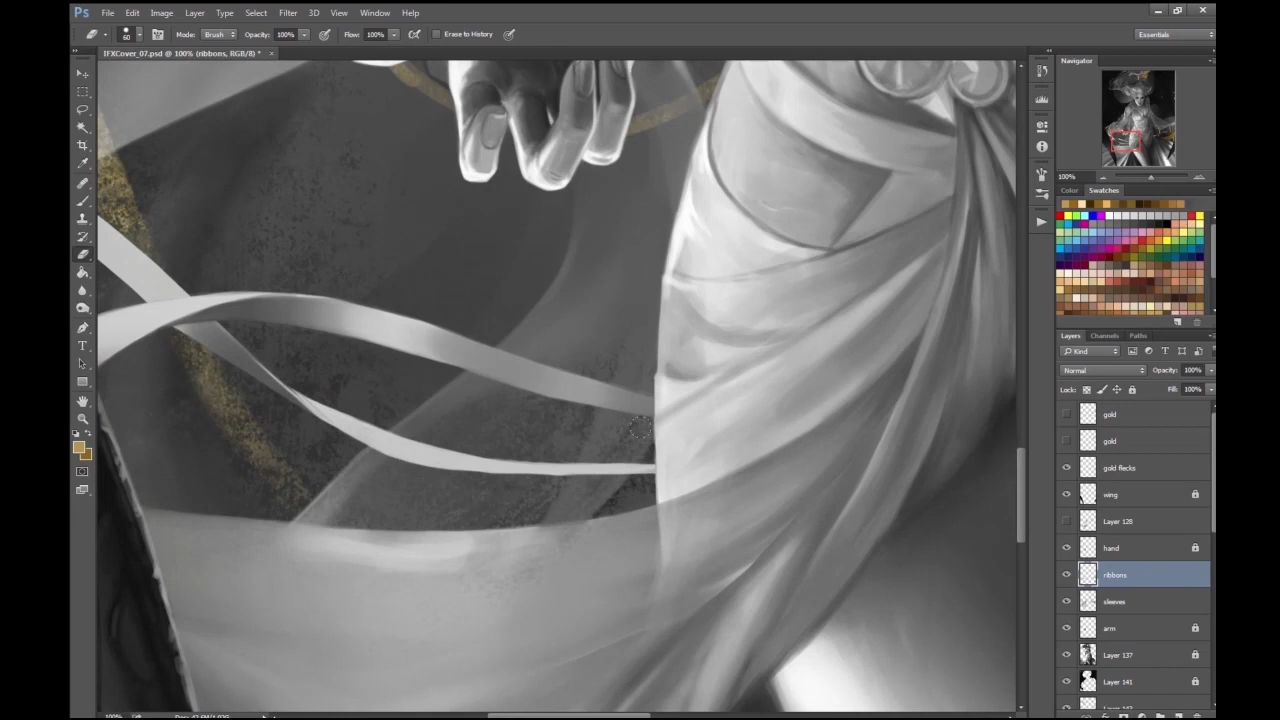 Ps File Edit Image Layer Type Select Filter 3D View Window Help
60 Mode: Brush Opacity: 100% Flow: 100% Erase to History Essentials
IFXCover_07.psd @ 100% (ribbons, RGB/8) * ×
Navigator
100%
Color Swatches
Layers Channels Paths
Kind
Normal Opacity: 100%
Lock: Fill: 100%
gold
gold
gold flecks
wing
Layer 128
hand
ribbons
sleeves
arm
Layer 137
Layer 141
100%